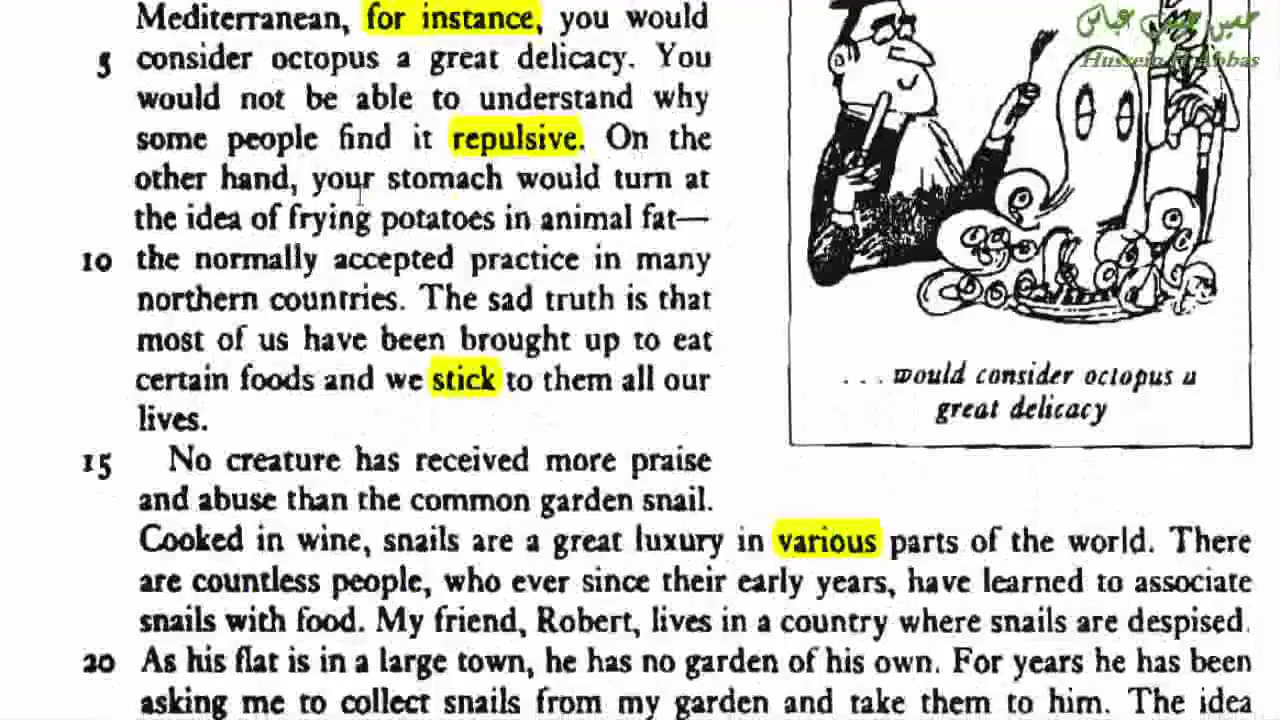 Mediterranean, for instance, you would
5 consider octopus a great delicacy. You
would not be able to understand why
some people find it repulsive. On the
other hand, your stomach would turn at
the idea of frying potatoes in animal fat—
10 the normally accepted practice in many
northern countries. The sad truth is that
most of us have been brought up to eat
certain foods and we stick to them all our
lives.
15 No creature has received more praise
and abuse than the common garden snail.
Cooked in wine, snails are a great luxury in various parts of the world. There
are countless people, who ever since their early years, have learned to associate
snails with food. My friend, Robert, lives in a country where snails are despised.
20 As his flat is in a large town, he has no garden of his own. For years he has been
asking me to collect snails from my garden and take them to him. The idea
... would consider octopus a
great delicacy